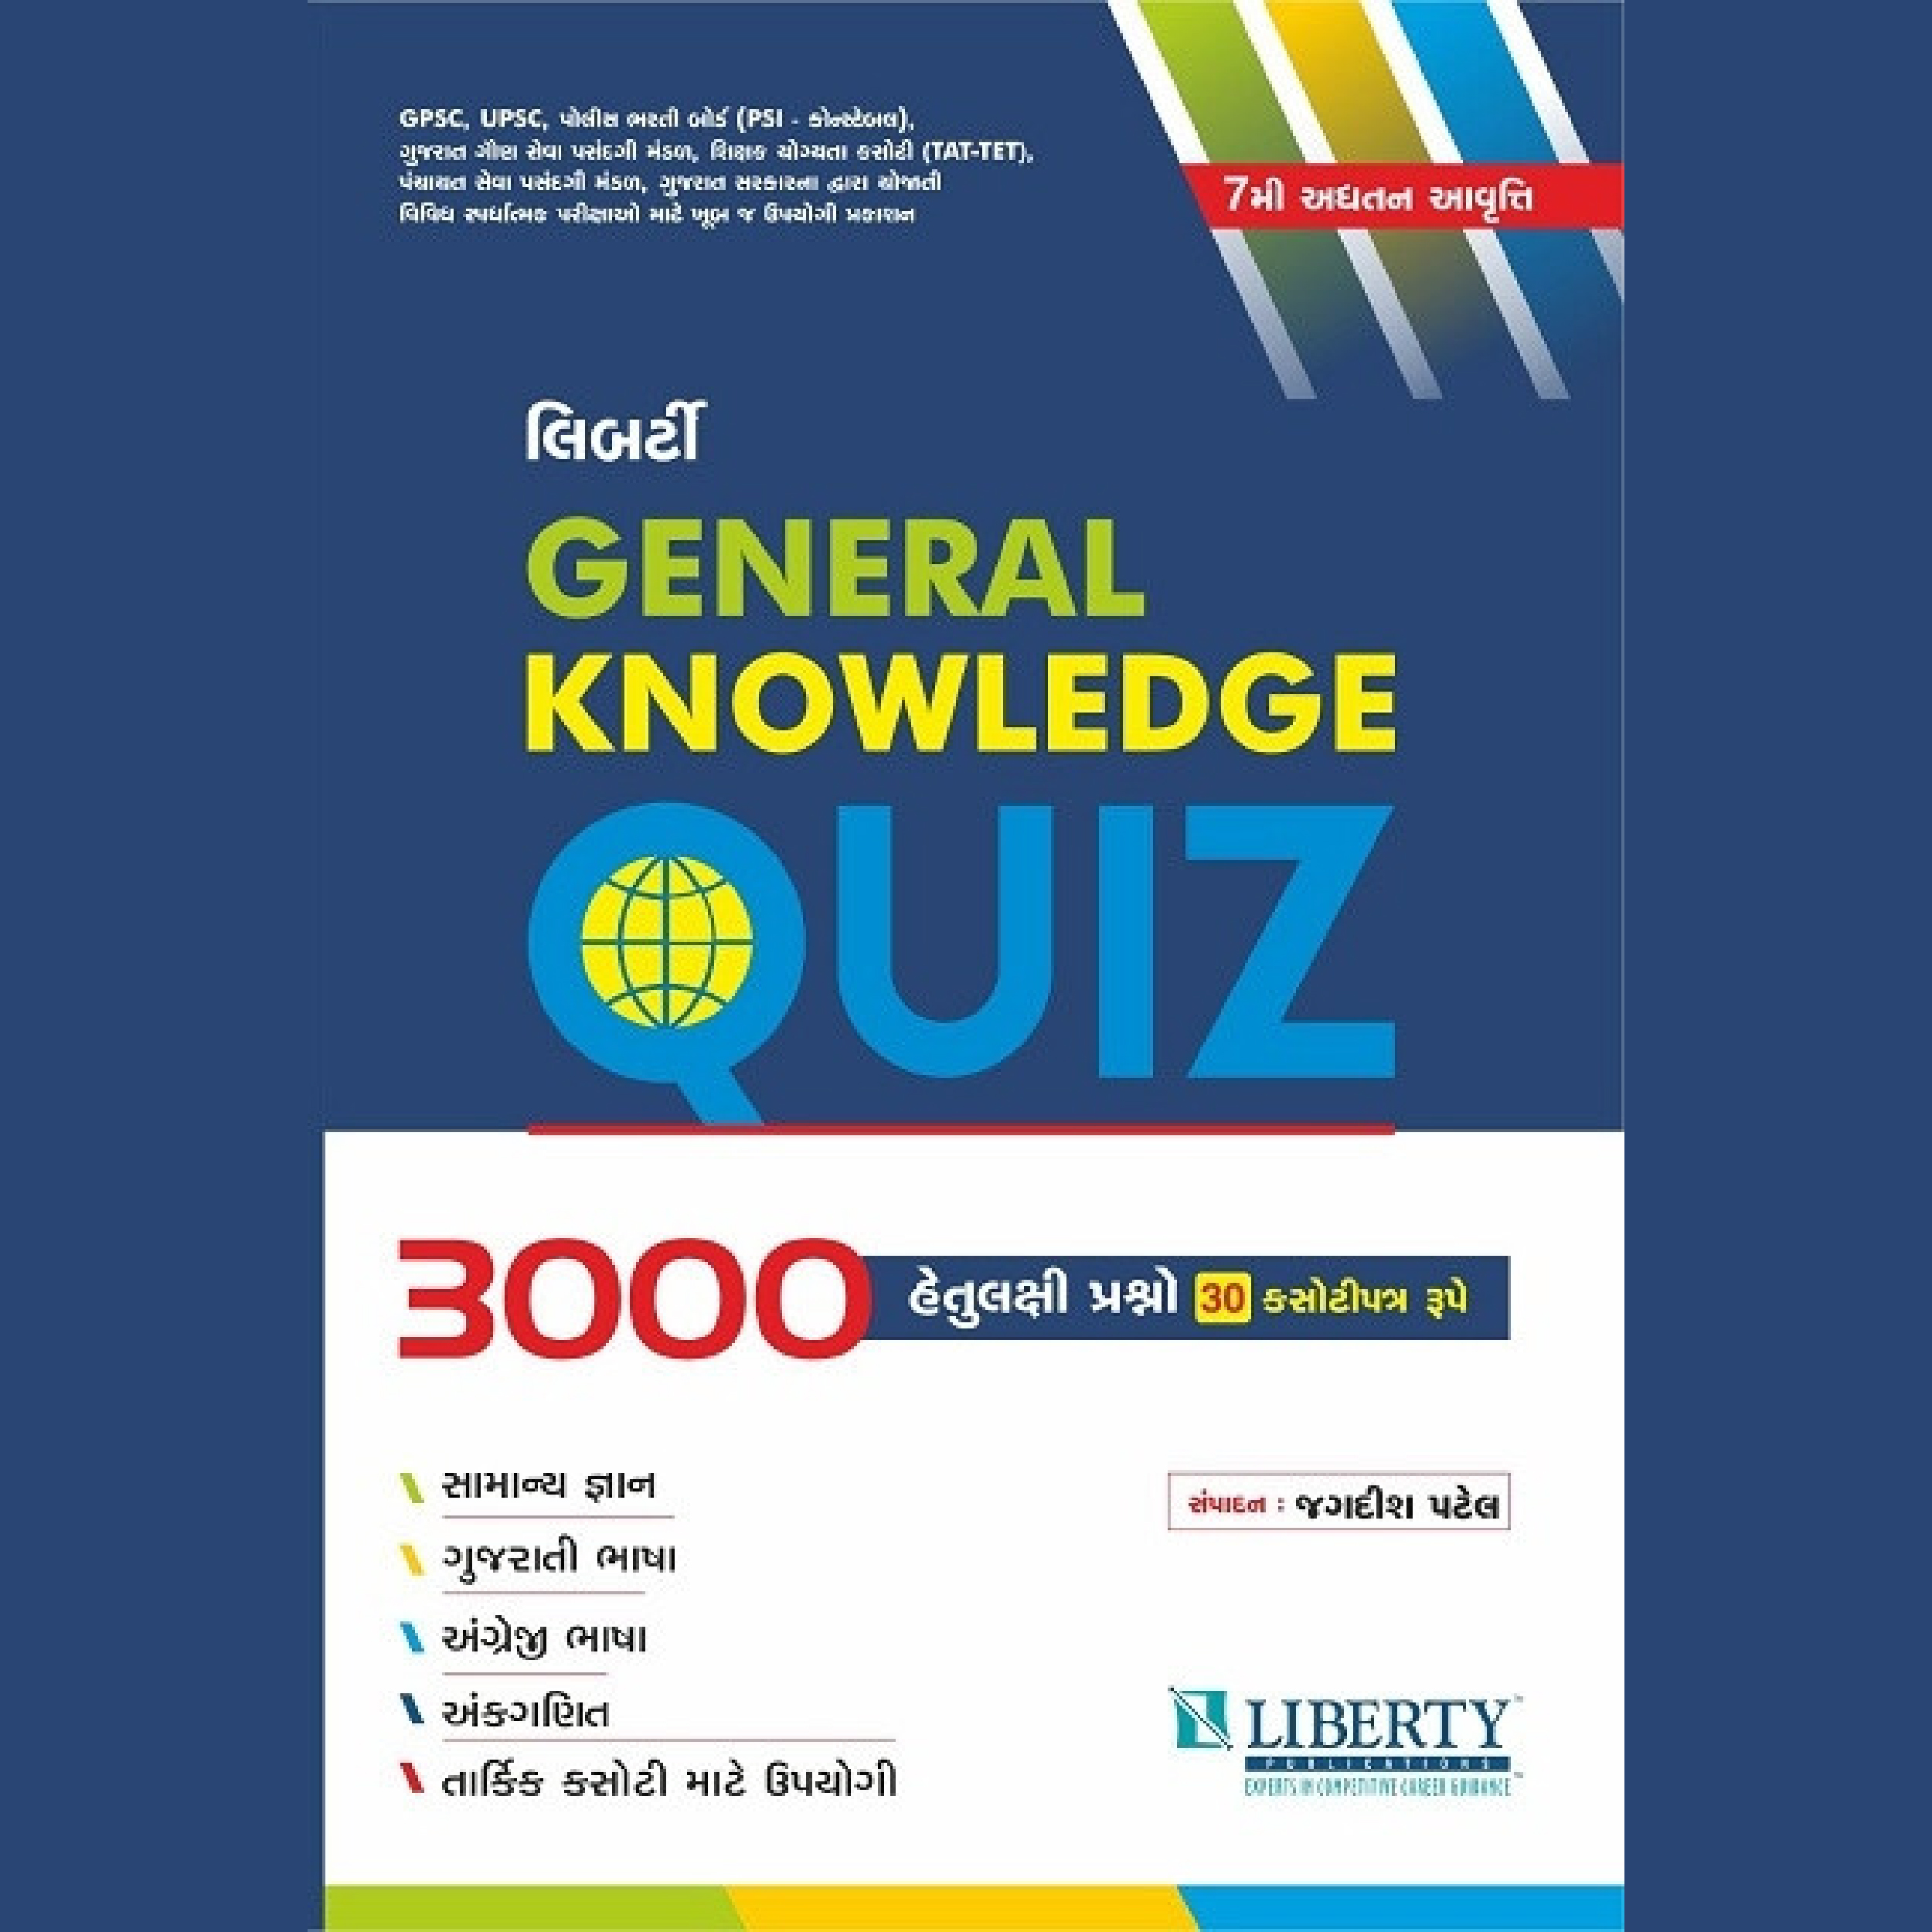 GPSC, UPSC, પોલીસ ભરતી બોર્ડ (PSI - કોન્સ્ટેબલ),
ગુજરાત ગૌણ સેવા પસંદગી મંડળ, શિક્ષક યોગ્યતા કસોટી (TAT-TET),
પંચાયત સેવા પસંદગી મંડળ, ગુજરાત સરકારના દ્વારા યોજાતી
વિવિધ સ્પર્ધાત્મક પરીક્ષાઓ માટે ખૂબ જ ઉપયોગી પ્રકાશન
7મી અદ્યતન આવૃત્તિ
લિબર્ટી
GENERAL
KNOWLEDGE
QUIZ
3000 હેતુલક્ષી પ્રશ્નો 30 કસોટીપત્ર રૂપે
સામાન્ય જ્ઞાન
ગુજરાતી ભાષા
અંગ્રેજી ભાષા
અંકગણિત
તાર્કિક કસોટી માટે ઉપયોગી
સંપાદન : જગદીશ પટેલ
LIBERTY
PUBLICATIONS
EXPERTS IN COMPETITIVE CAREER GUIDANCE